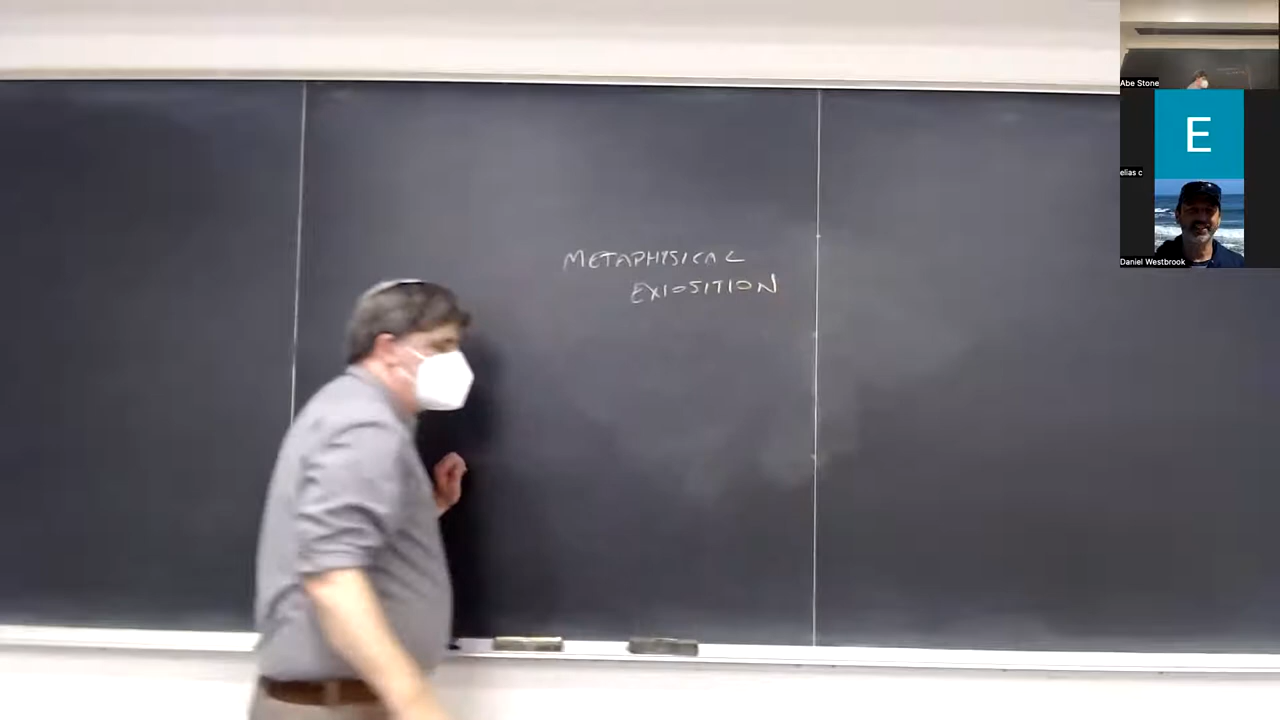 METAPHYSICAL
EXPOSITION
Abe Stone
E
elias c
Daniel Westbrook